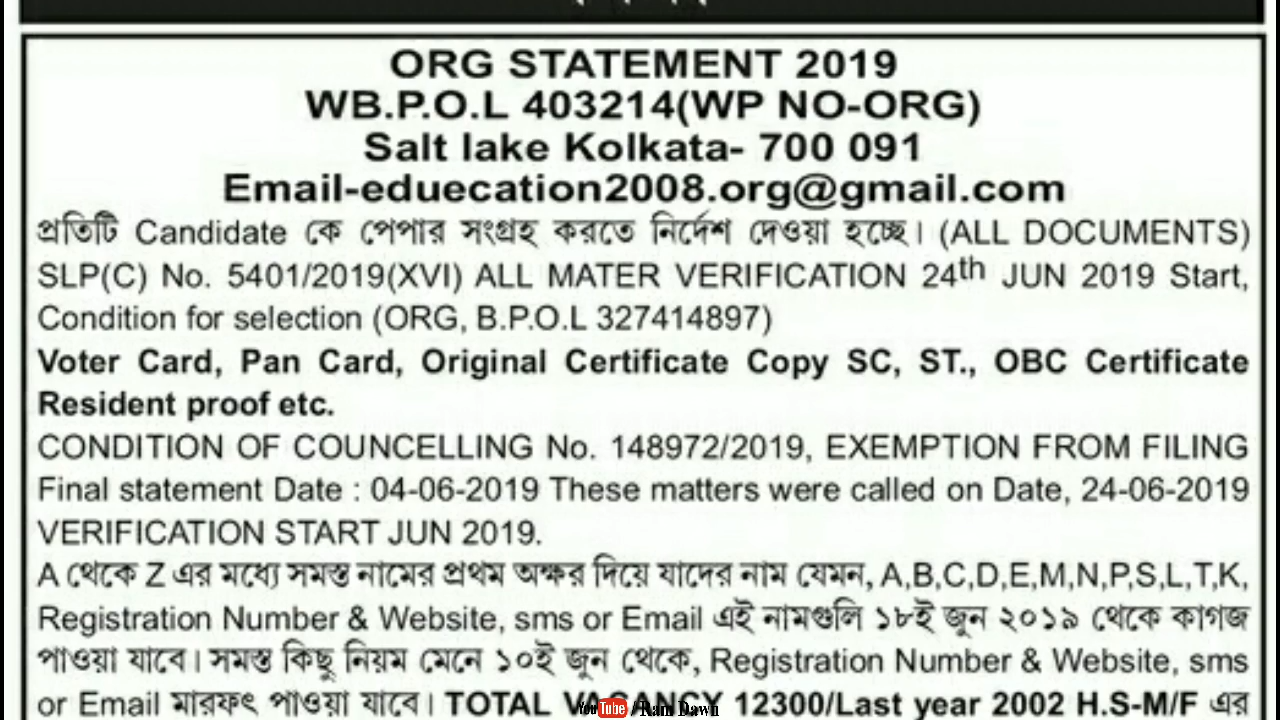 ORG STATEMENT 2019
WB.P.O.L 403214(WP NO-ORG)
Salt lake Kolkata- 700 091
Email-eduecation2008.org@gmail.com
প্রতিটি Candidate কে পেপার সংগ্রহ করতে নির্দেশ দেওয়া হচ্ছে। (ALL DOCUMENTS)
SLP(C) No. 5401/2019(XVI) ALL MATER VERIFICATION 24th JUN 2019 Start,
Condition for selection (ORG, B.P.O.L 327414897)
Voter Card, Pan Card, Original Certificate Copy SC, ST., OBC Certificate
Resident proof etc.
CONDITION OF COUNCELLING No. 148972/2019, EXEMPTION FROM FILING
Final statement Date : 04-06-2019 These matters were called on Date, 24-06-2019
VERIFICATION START JUN 2019.
A থেকে Z এর মধ্যে সমস্ত নামের প্রথম অক্ষর দিয়ে যাদের নাম যেমন, A,B,C,D,E,M,N,P,S,L,T,K,
Registration Number & Website, sms or Email এই নামগুলি ১৮ই জুন ২০১৯ থেকে কাগজ
পাওয়া যাবে। সমস্ত কিছু নিয়ম মেনে ১০ই জুন থেকে, Registration Number & Website, sms
or Email মারফৎ পাওয়া যাবে। TOTAL VACANCY 12300/Last year 2002 H.S-M/F এর
YouTube / Ram Dawn